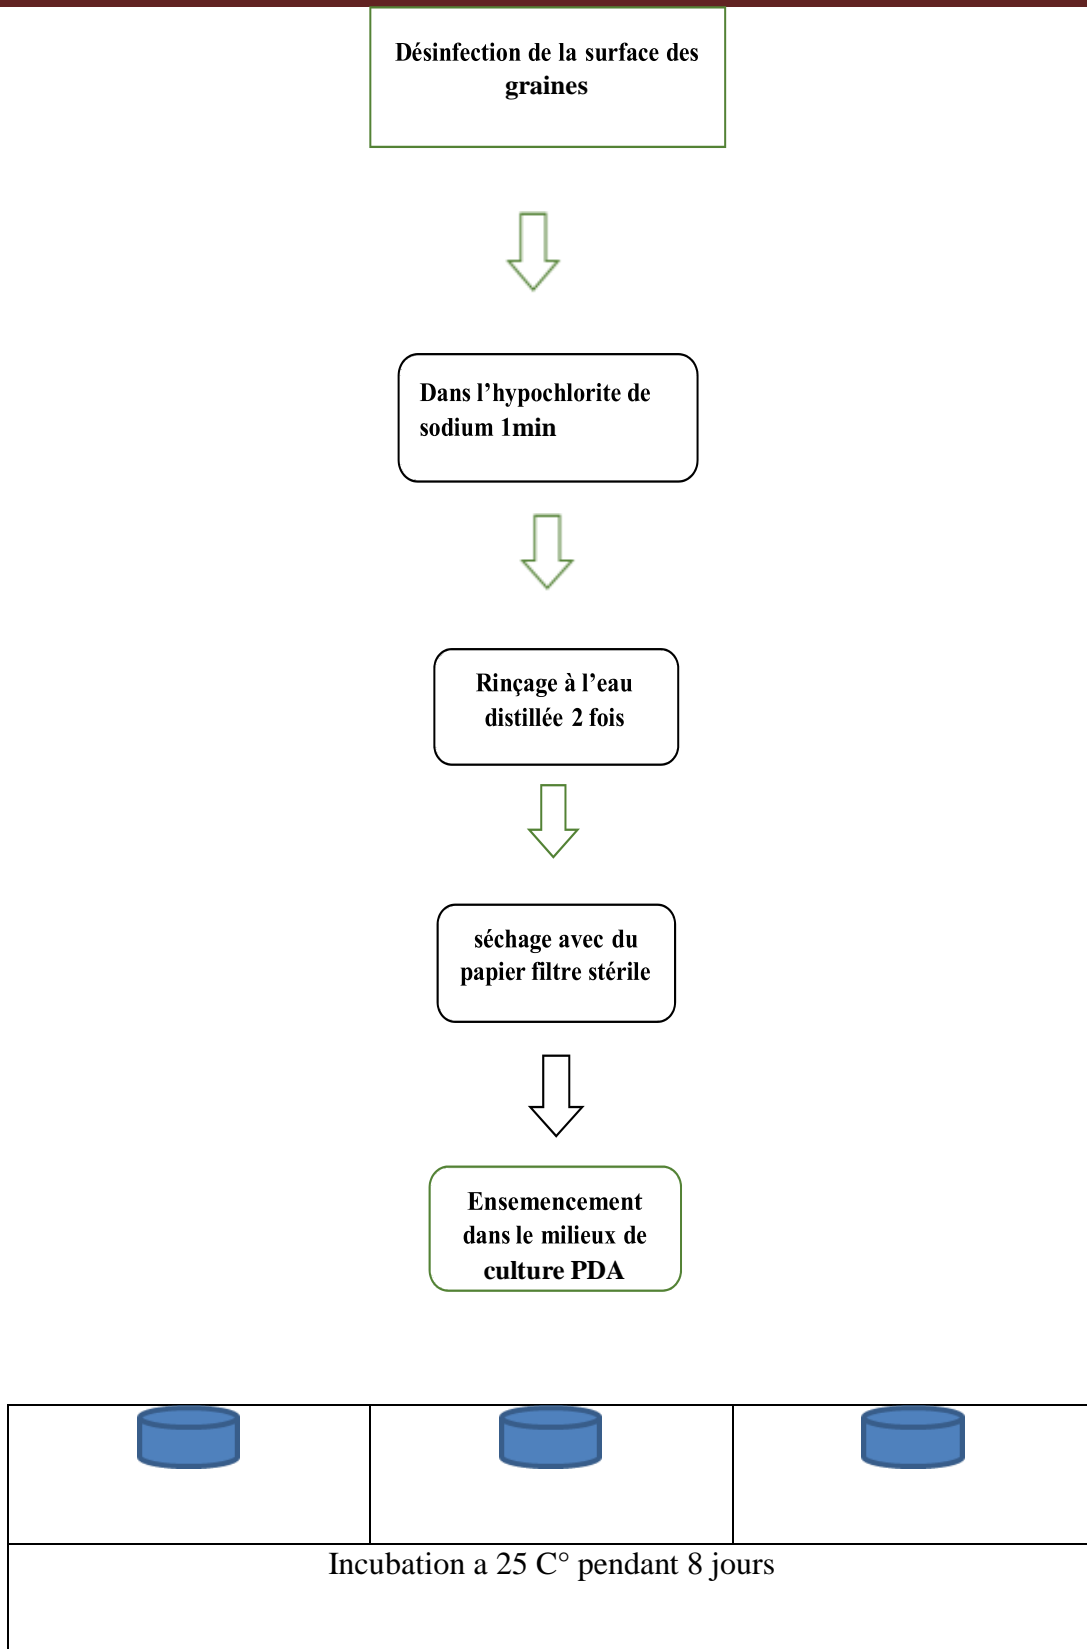 Désinfection de la surface des
graines
Dans l’hypochlorite de
sodium 1min
Rinçage à l’eau
distillée 2 fois
séchage avec du
papier filtre stérile
Ensemencement
dans le milieux de
culture PDA
Incubation a 25 C° pendant 8 jours